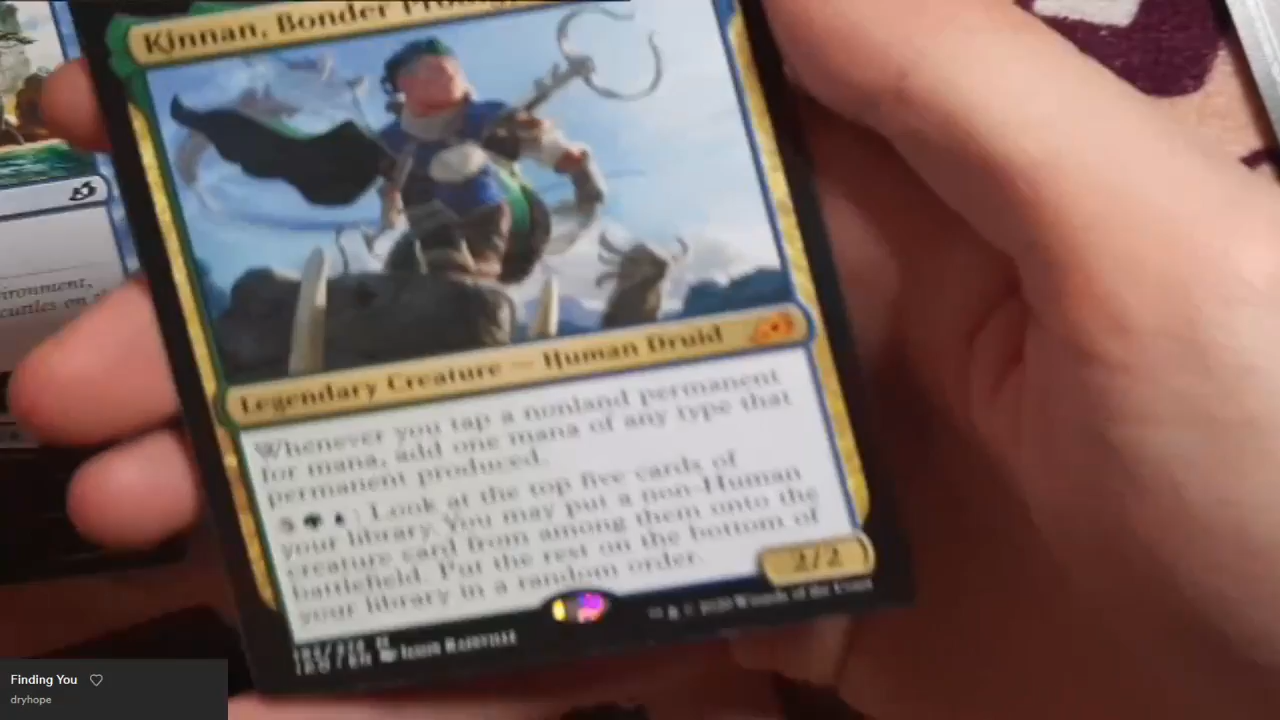 Kinnan, Bonder
Legendary Creature — Human Druid
Whenever you tap a nonland permanent
for mana, add one mana of any type that
permanent produced.
: Look at the top five cards of
your library. You may put a non-Human
creature card from among them onto the
battlefield. Put the rest on the bottom of
your library in a random order.
2/2
IKO • EN
Finding You
dryhope